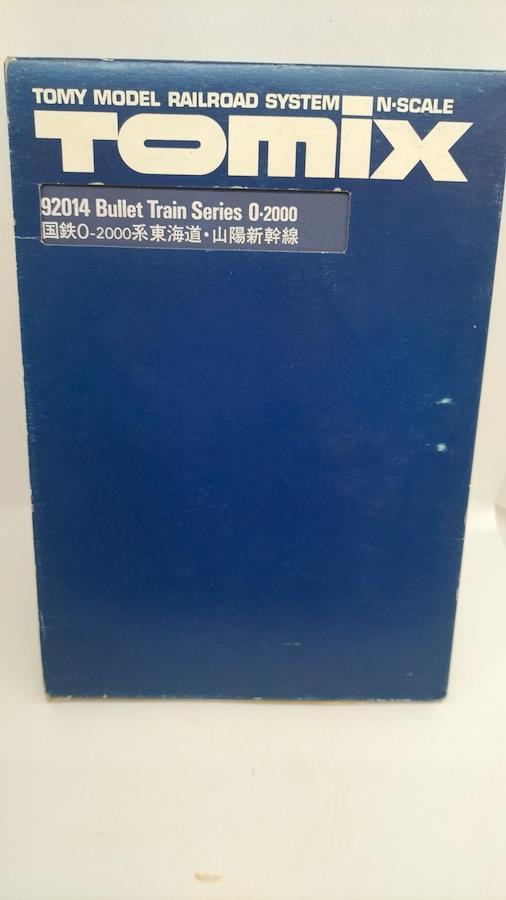 TOMY MODEL RAILROAD SYSTEM N·SCALE
TOMIX
92014 Bullet Train Series 0·2000
国鉄0-2000系東海道・山陽新幹線